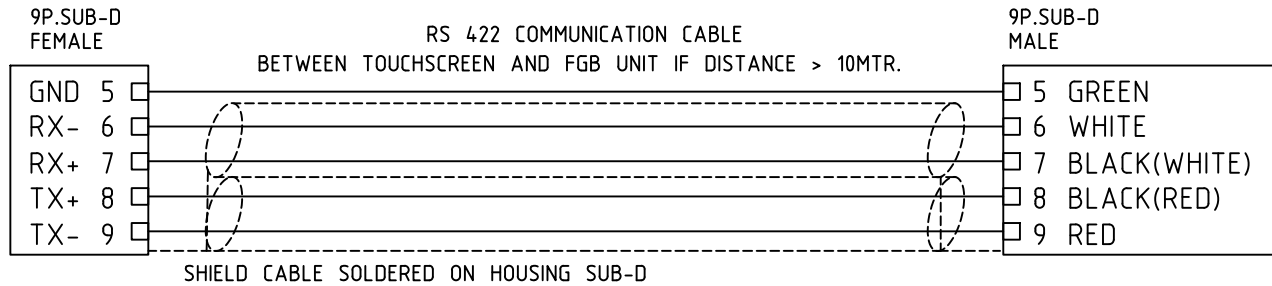 9P.SUB-D
FEMALE
RS 422 COMMUNICATION CABLE
BETWEEN TOUCHSCREEN AND FGB UNIT IF DISTANCE > 10MTR.
9P.SUB-D
MALE
GND 5
RX- 6
RX+ 7
TX+ 8
TX- 9
5 GREEN
6 WHITE
7 BLACK(WHITE)
8 BLACK(RED)
9 RED
SHIELD CABLE SOLDERED ON HOUSING SUB-D